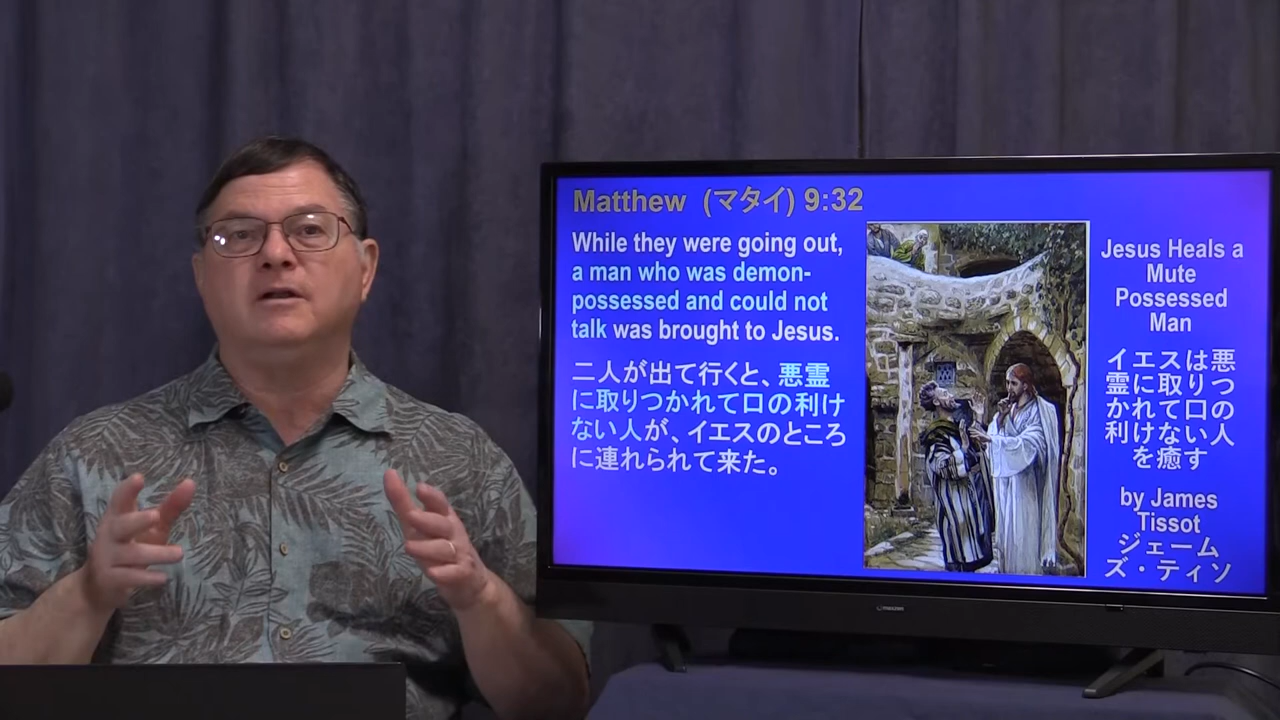 Matthew (マタイ) 9:32
While they were going out,
a man who was demon-
possessed and could not
talk was brought to Jesus.
二人が出て行くと、悪霊
に取りつかれて口の利け
ない人が、イエスのところ
に連れられて来た。
Jesus Heals a
Mute
Possessed
Man
イエスは悪
霊に取りつ
かれて口の
利けない人
を癒す
by James
Tissot
ジェーム
ズ・ティソ